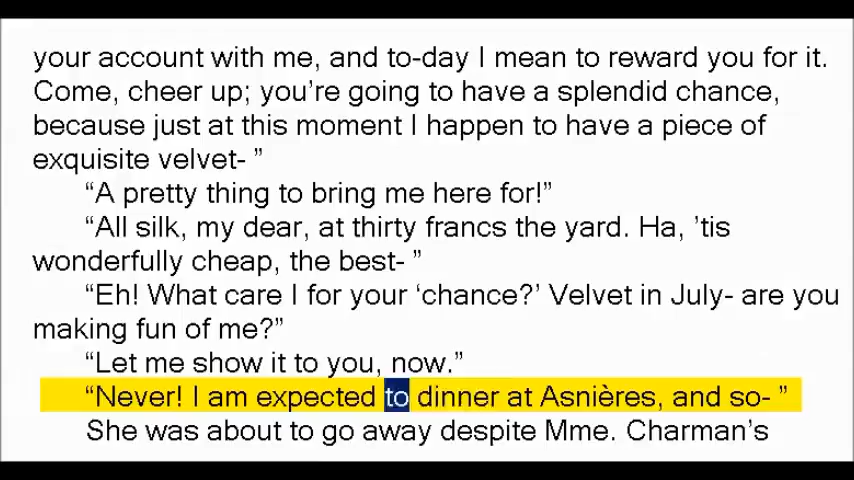 your account with me, and to-day I mean to reward you for it.
Come, cheer up; you’re going to have a splendid chance,
because just at this moment I happen to have a piece of
exquisite velvet- ”
“A pretty thing to bring me here for!”
“All silk, my dear, at thirty francs the yard. Ha, ’tis
wonderfully cheap, the best- ”
“Eh! What care I for your ‘chance?’ Velvet in July- are you
making fun of me?”
“Let me show it to you, now.”
“Never! I am expected to dinner at Asnières, and so- ”
She was about to go away despite Mme. Charman’s